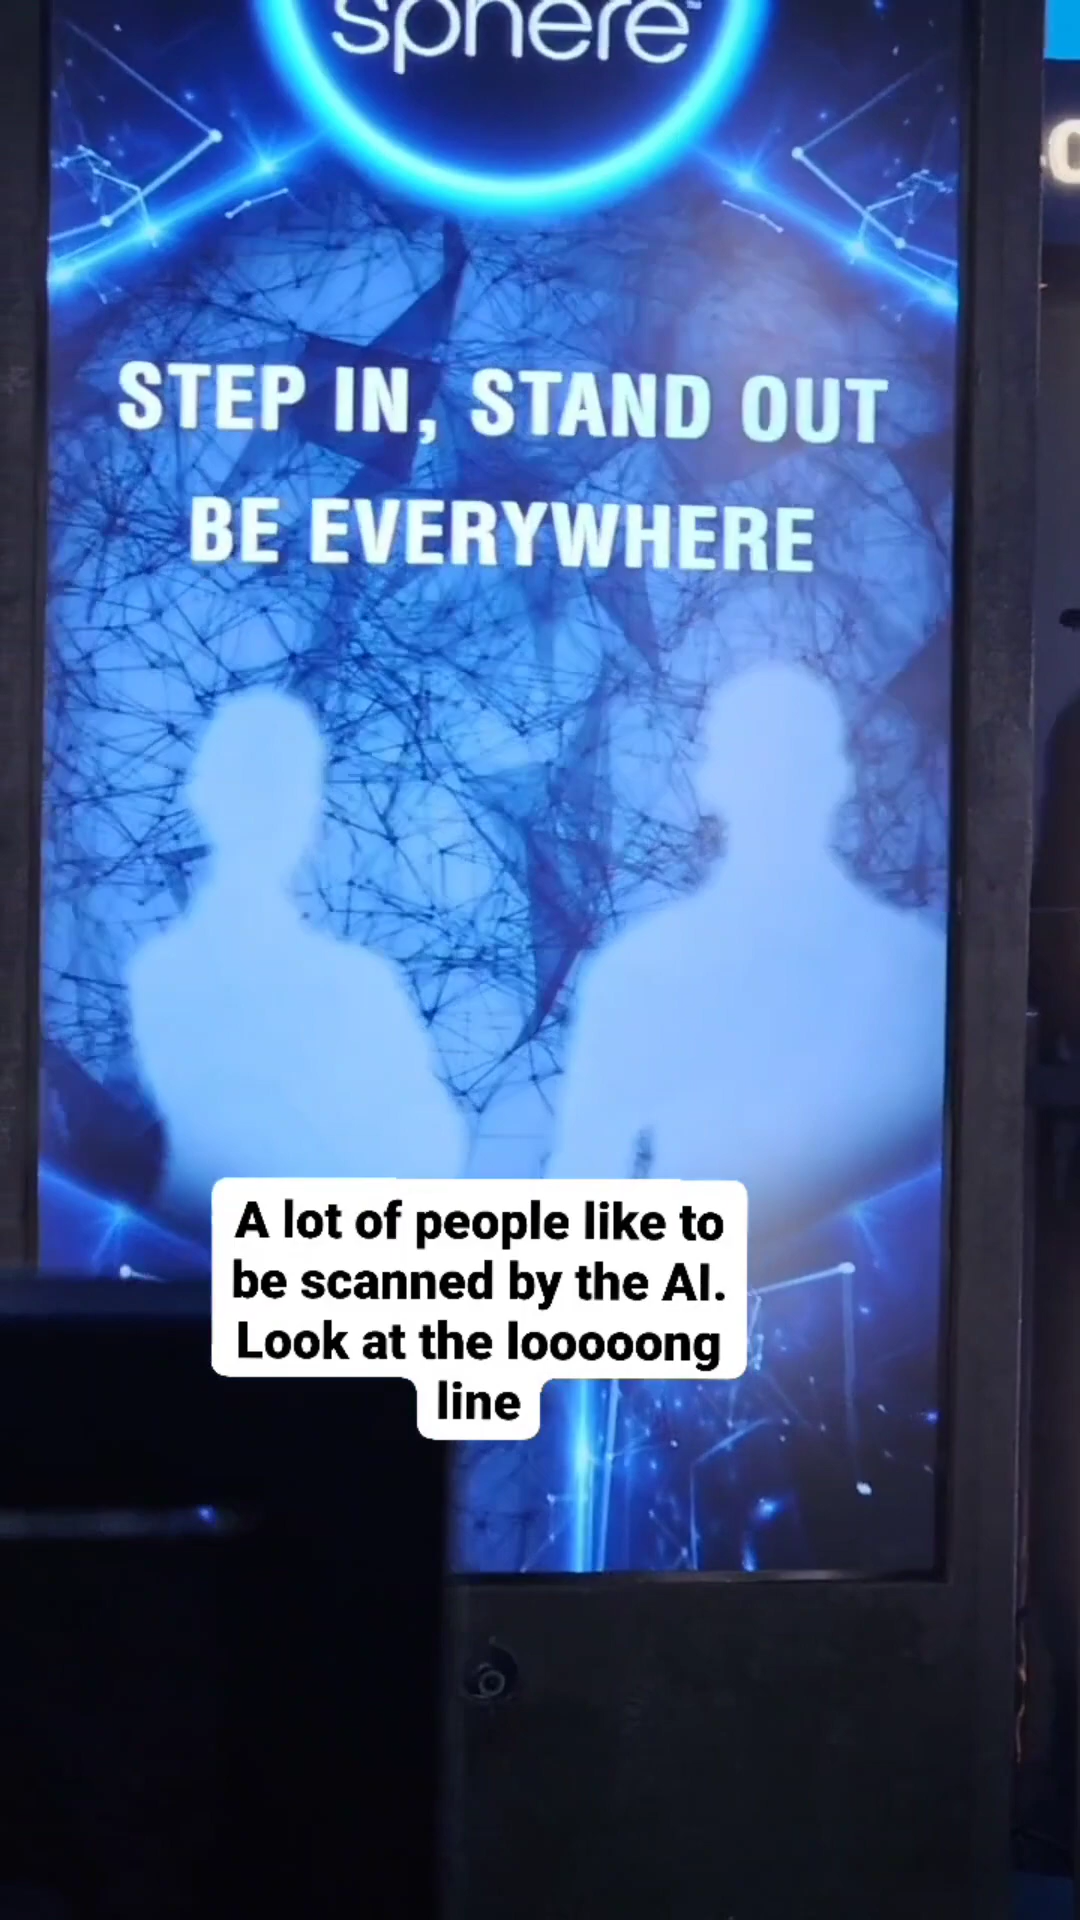 sphere™
STEP IN, STAND OUT
BE EVERYWHERE
A lot of people like to
be scanned by the AI.
Look at the looooong
line